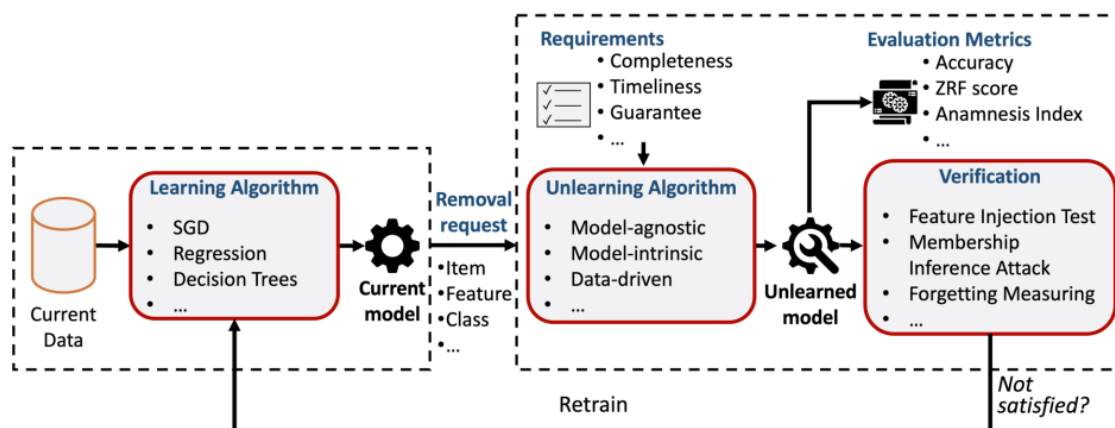 Requirements
• Completeness
• Timeliness
• Guarantee
• ...
Evaluation Metrics
• Accuracy
• ZRF score
• Anamnesis Index
• ...
Current
Data
Learning Algorithm
• SGD
• Regression
• Decision Trees
• ...
Current
model
Removal
request
•Item
•Feature
•Class
•...
Unlearning Algorithm
• Model-agnostic
• Model-intrinsic
• Data-driven
• ...
Unlearned
model
Verification
• Feature Injection Test
• Membership
Inference Attack
• Forgetting Measuring
• ...
Retrain
Not
satisfied?